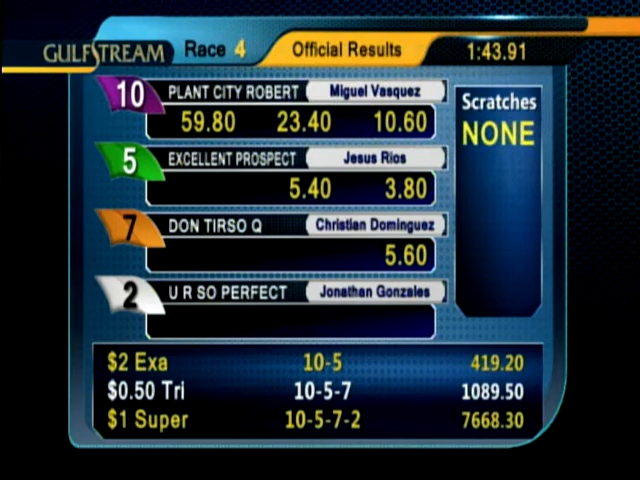 GULFSTREAM Race 4 Official Results 1:43.91
10 PLANT CITY ROBERT Miguel Vasquez
59.80 23.40 10.60
5 EXCELLENT PROSPECT Jesus Rios
5.40 3.80
7 DON TIRSO Q Christian Dominguez
5.60
2 U R SO PERFECT Jonathan Gonzales
Scratches
NONE
$2 Exa 10-5 419.20
$0.50 Tri 10-5-7 1089.50
$1 Super 10-5-7-2 7668.30